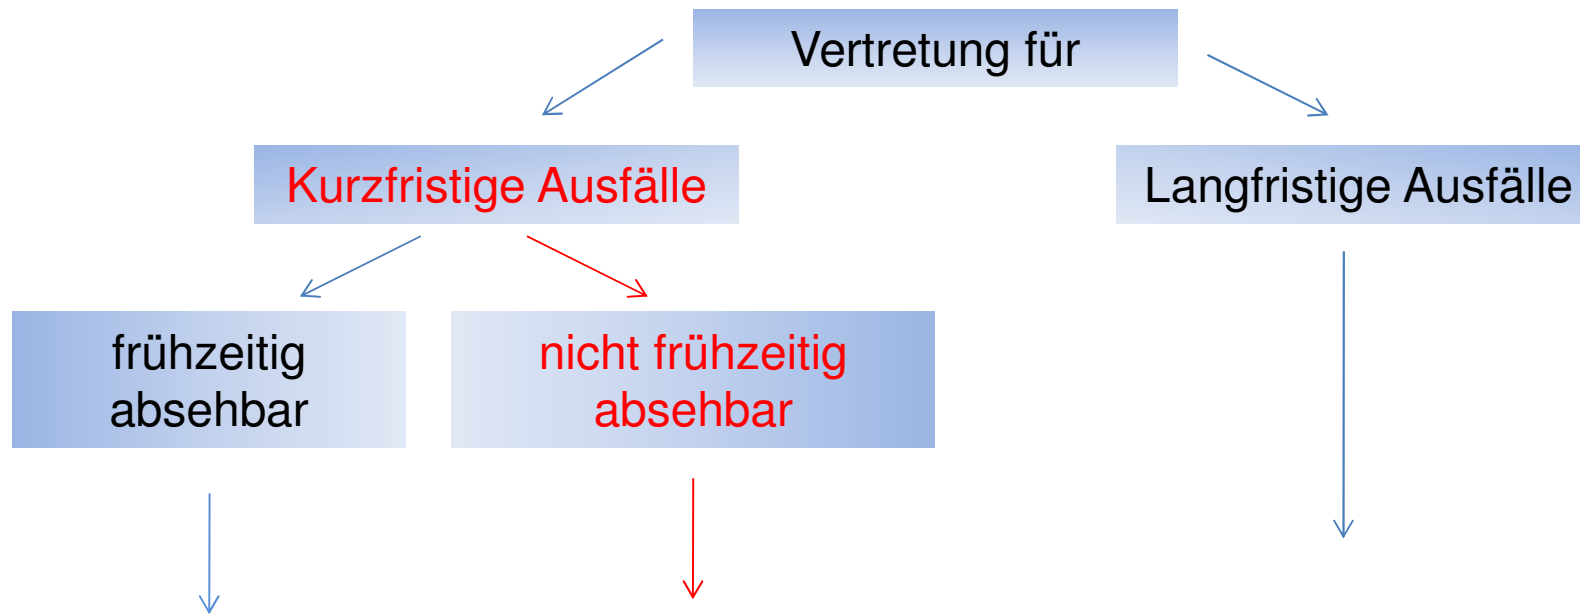 Vertretung für
Kurzfristige Ausfälle
Langfristige Ausfälle
frühzeitig
absehbar
nicht frühzeitig
absehbar